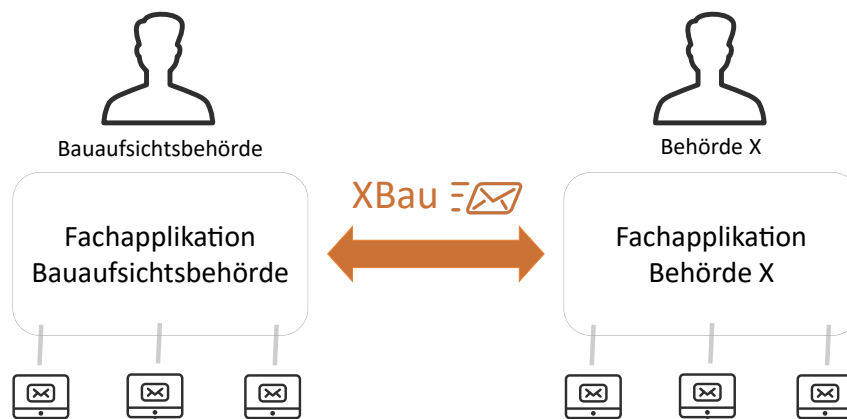 Bauaufsichtsbehörde
Behörde X
XBau
Fachapplikation
Bauaufsichtsbehörde
Fachapplikation
Behörde X